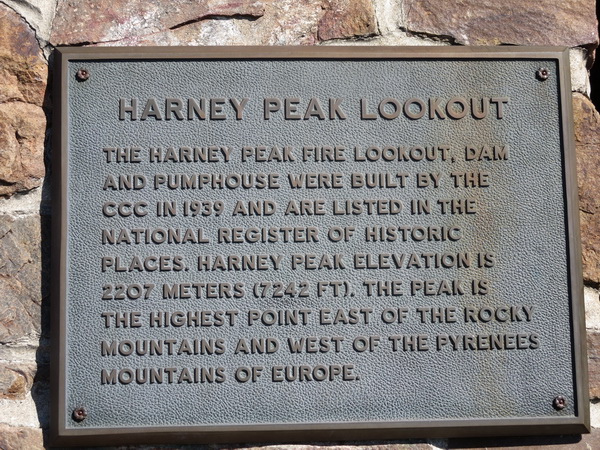 HARNEY PEAK LOOKOUT
THE HARNEY PEAK FIRE LOOKOUT, DAM
AND PUMPHOUSE WERE BUILT BY THE
CCC IN 1939 AND ARE LISTED IN THE
NATIONAL REGISTER OF HISTORIC
PLACES. HARNEY PEAK ELEVATION IS
2207 METERS (7242 FT). THE PEAK IS
THE HIGHEST POINT EAST OF THE ROCKY
MOUNTAINS AND WEST OF THE PYRENEES
MOUNTAINS OF EUROPE.